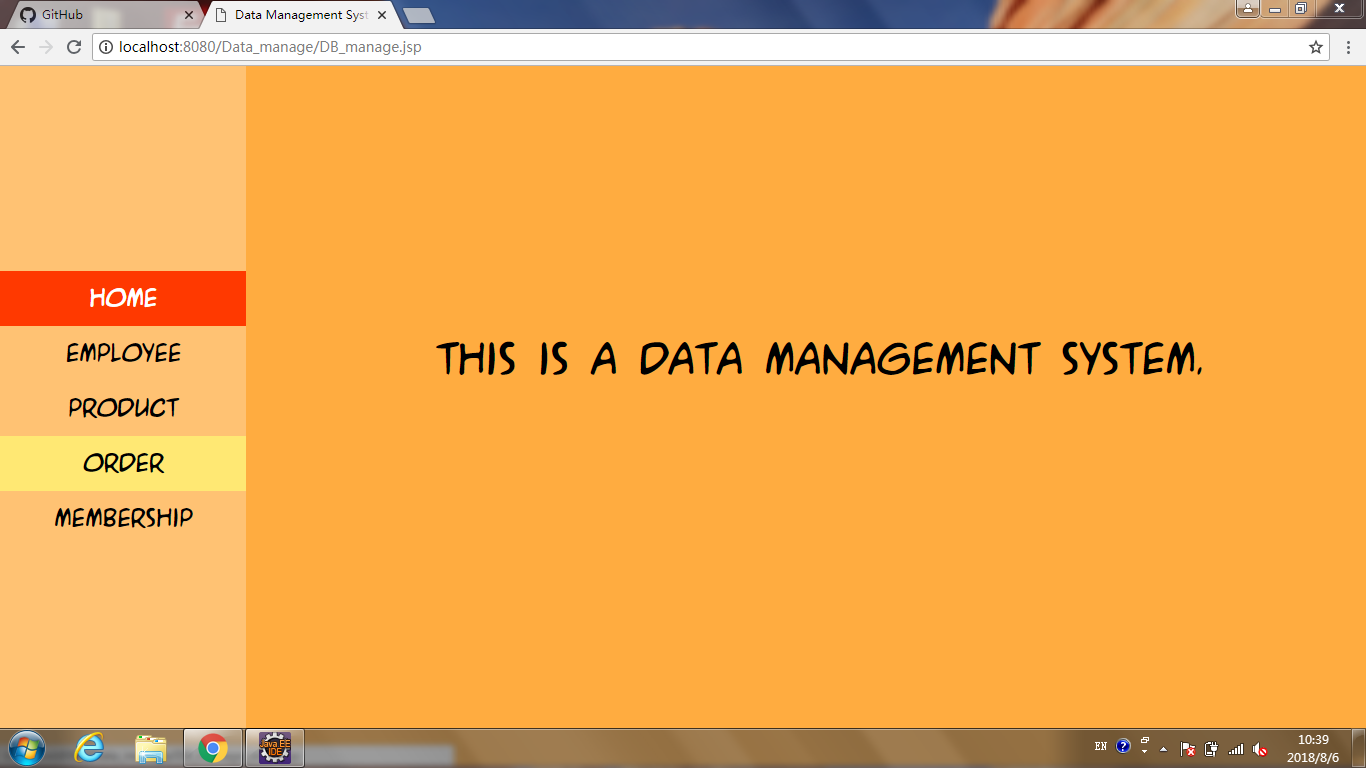 GitHub
Data Management Syst
localhost:8080/Data_manage/DB_manage.jsp
HOME
EMPLOYEE
PRODUCT
ORDER
MEMBERSHIP
THIS IS A DATA MANAGEMENT SYSTEM.
Java EE
IDE
EN
10:39
2018/8/6